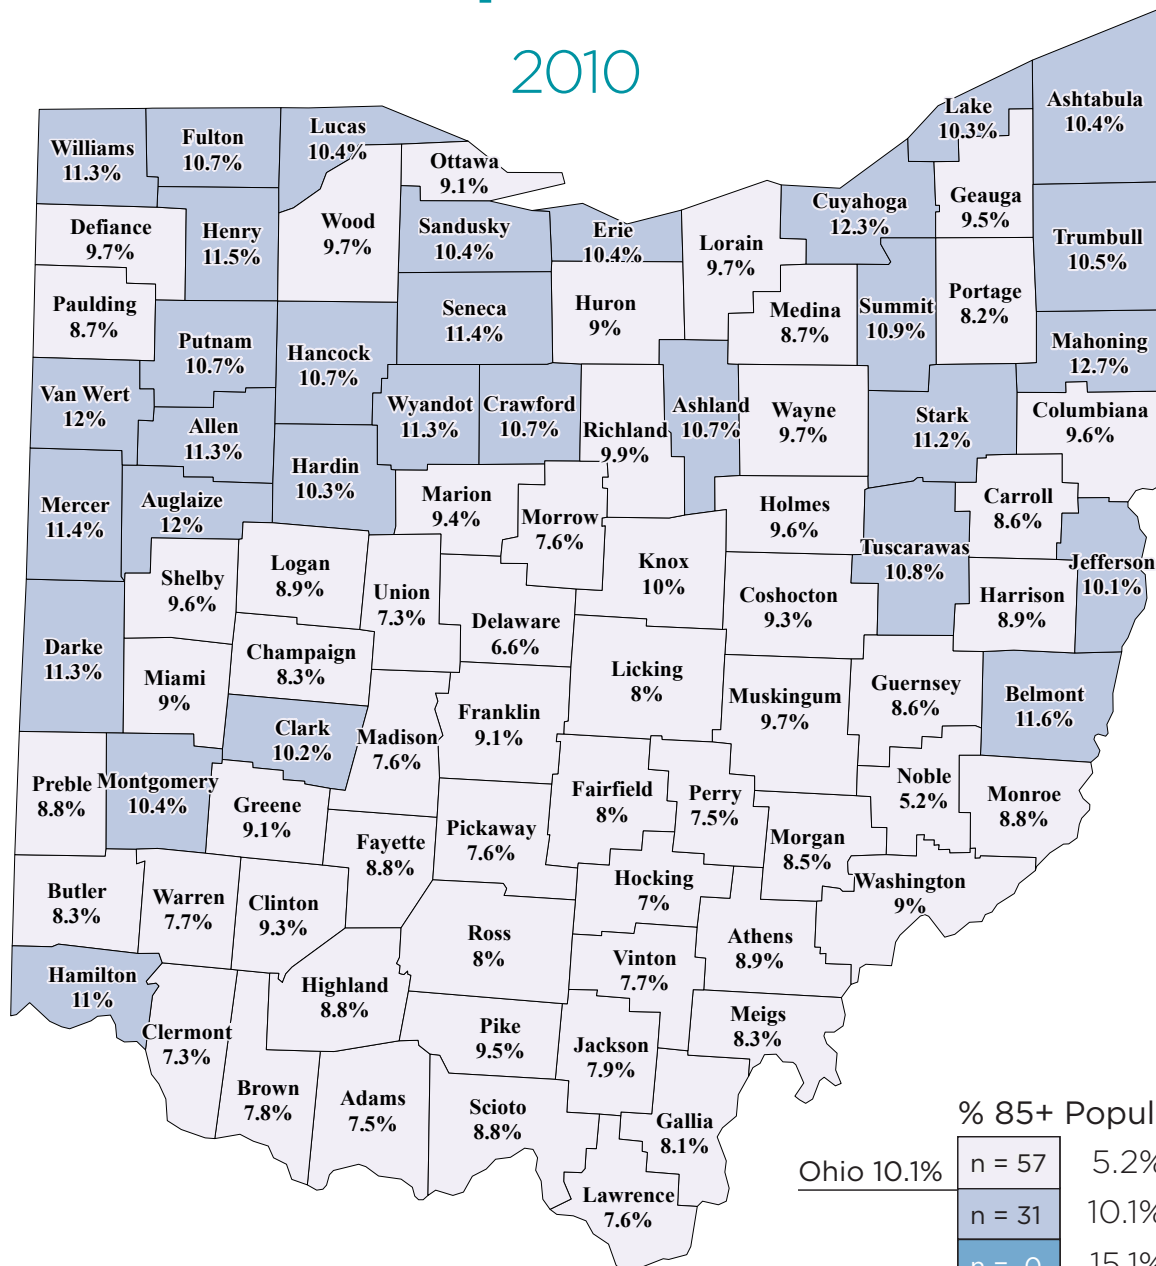 2010
Lake
10.3%
Ashtabula
10.4%
Lucas
10.4%
Fulton
10.7%
Williams
11.3%
Ottawa
9.1%
Geauga
9.5%
Cuyahoga
12.3%
Defiance
9.7%
Henry
11.5%
Wood
9.7%
Sandusky
10.4%
Erie
10.4%
Lorain
9.7%
Trumbull
10.5%
Paulding
8.7%
Seneca
11.4%
Huron
9%
Medina
8.7%
Summit
10.9%
Portage
8.2%
Putnam
10.7%
Hancock
10.7%
Mahoning
12.7%
Van Wert
12%
Allen
11.3%
Wyandot
11.3%
Crawford
10.7%
Richland
9.9%
Ashland
10.7%
Wayne
9.7%
Stark
11.2%
Columbiana
9.6%
Mercer
11.4%
Auglaize
12%
Hardin
10.3%
Marion
9.4%
Morrow
7.6%
Holmes
9.6%
Carroll
8.6%
Tuscarawas
10.8%
Jefferson
10.1%
Shelby
9.6%
Logan
8.9%
Union
7.3%
Knox
10%
Coshocton
9.3%
Harrison
8.9%
Delaware
6.6%
Darke
11.3%
Miami
9%
Champaign
8.3%
Licking
8%
Muskingum
9.7%
Guernsey
8.6%
Belmont
11.6%
Clark
10.2%
Madison
7.6%
Franklin
9.1%
Preble
8.8%
Montgomery
10.4%
Greene
9.1%
Fairfield
8%
Perry
7.5%
Noble
5.2%
Monroe
8.8%
Fayette
8.8%
Pickaway
7.6%
Morgan
8.5%
Butler
8.3%
Warren
7.7%
Clinton
9.3%
Hocking
7%
Washington
9%
Ross
8%
Athens
8.9%
Vinton
7.7%
Hamilton
11%
Highland
8.8%
Clermont
7.3%
Pike
9.5%
Jackson
7.9%
Meigs
8.3%
Brown
7.8%
Adams
7.5%
Scioto
8.8%
Gallia
8.1%
Lawrence
7.6%
% 85+ Popul
Ohio 10.1%
n = 57 5.2%
n = 31 10.1%
n = 0 15.1%